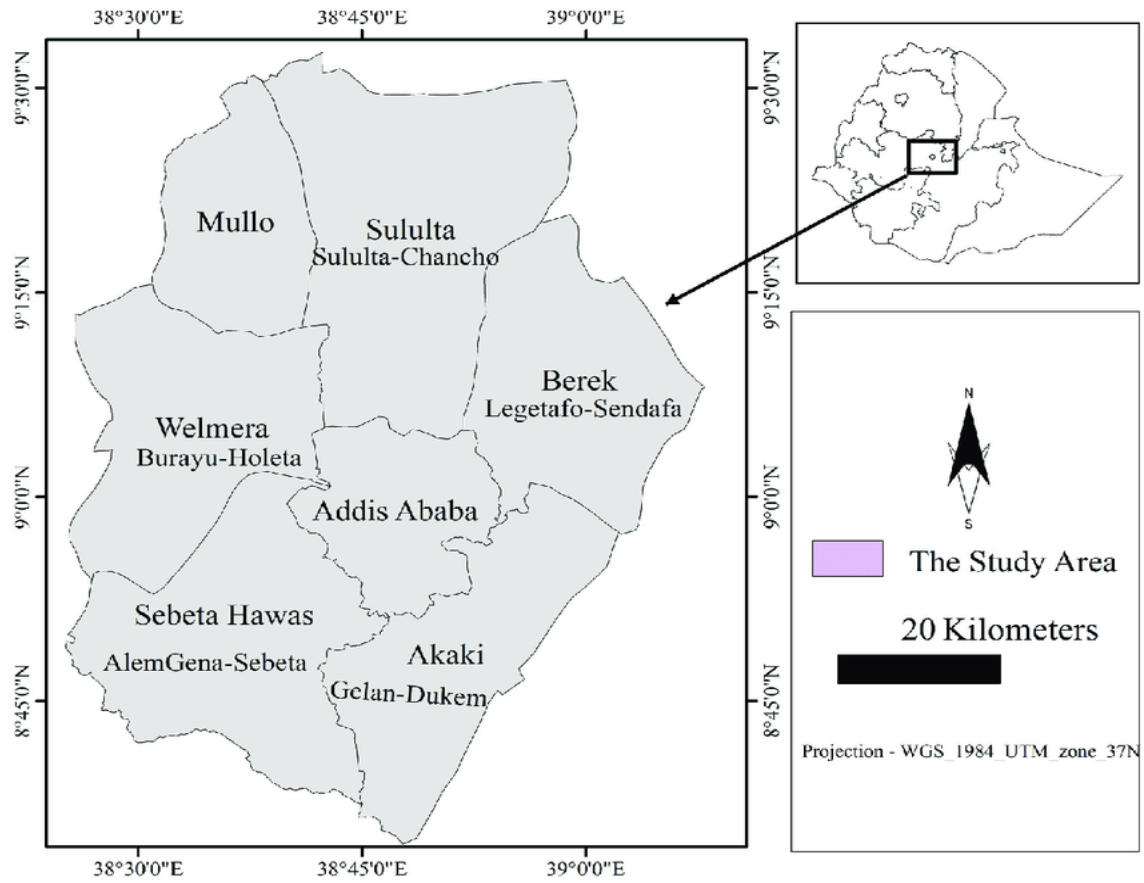 38°30'0"E 38°45'0"E 39°0'0"E
9°30'0"N
9°15'0"N
9°0'0"N
8°45'0"N
Mullo
Sululta
Sululta-Chancho
Berek
Legetafo-Sendafa
Welmera
Burayu-Holeta
Addis Ababa
Sebeta Hawas
AlemGena-Sebeta
Akaki
Gelan-Dukem
9°30'0"N
9°15'0"N
9°0'0"N
8°45'0"N
38°30'0"E 38°45'0"E 39°0'0"E
N
S
The Study Area
20 Kilometers
Projection - WGS_1984_UTM_zone_37N